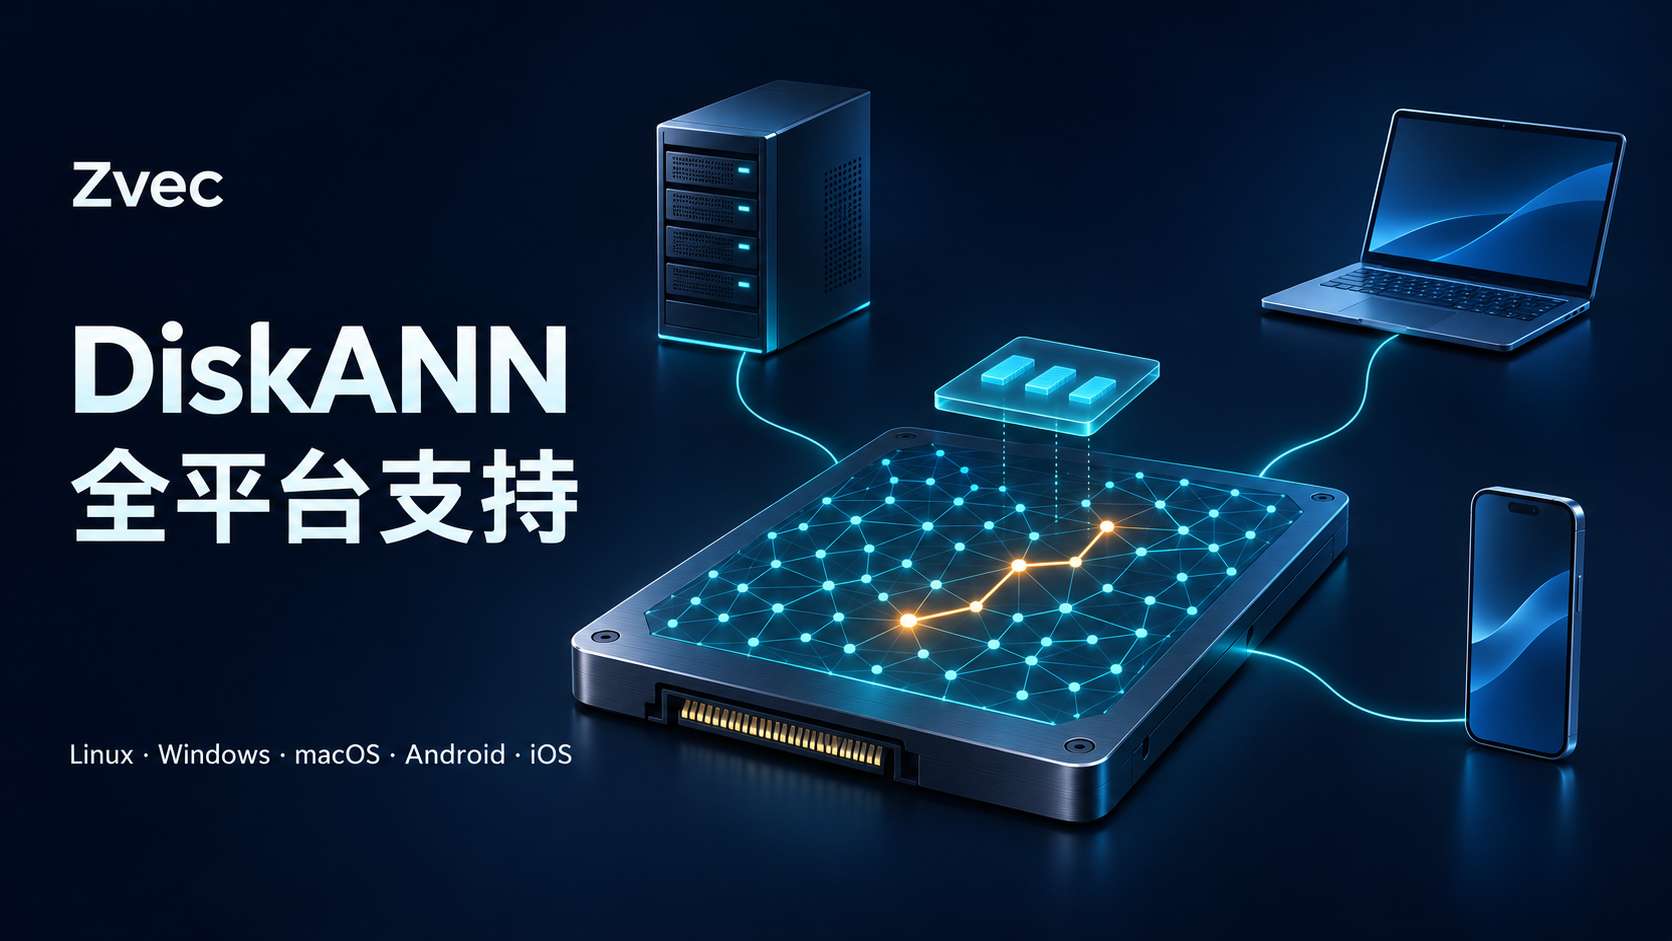 Zvec
DiskANN
全平台支持
Linux · Windows · macOS · Android · iOS